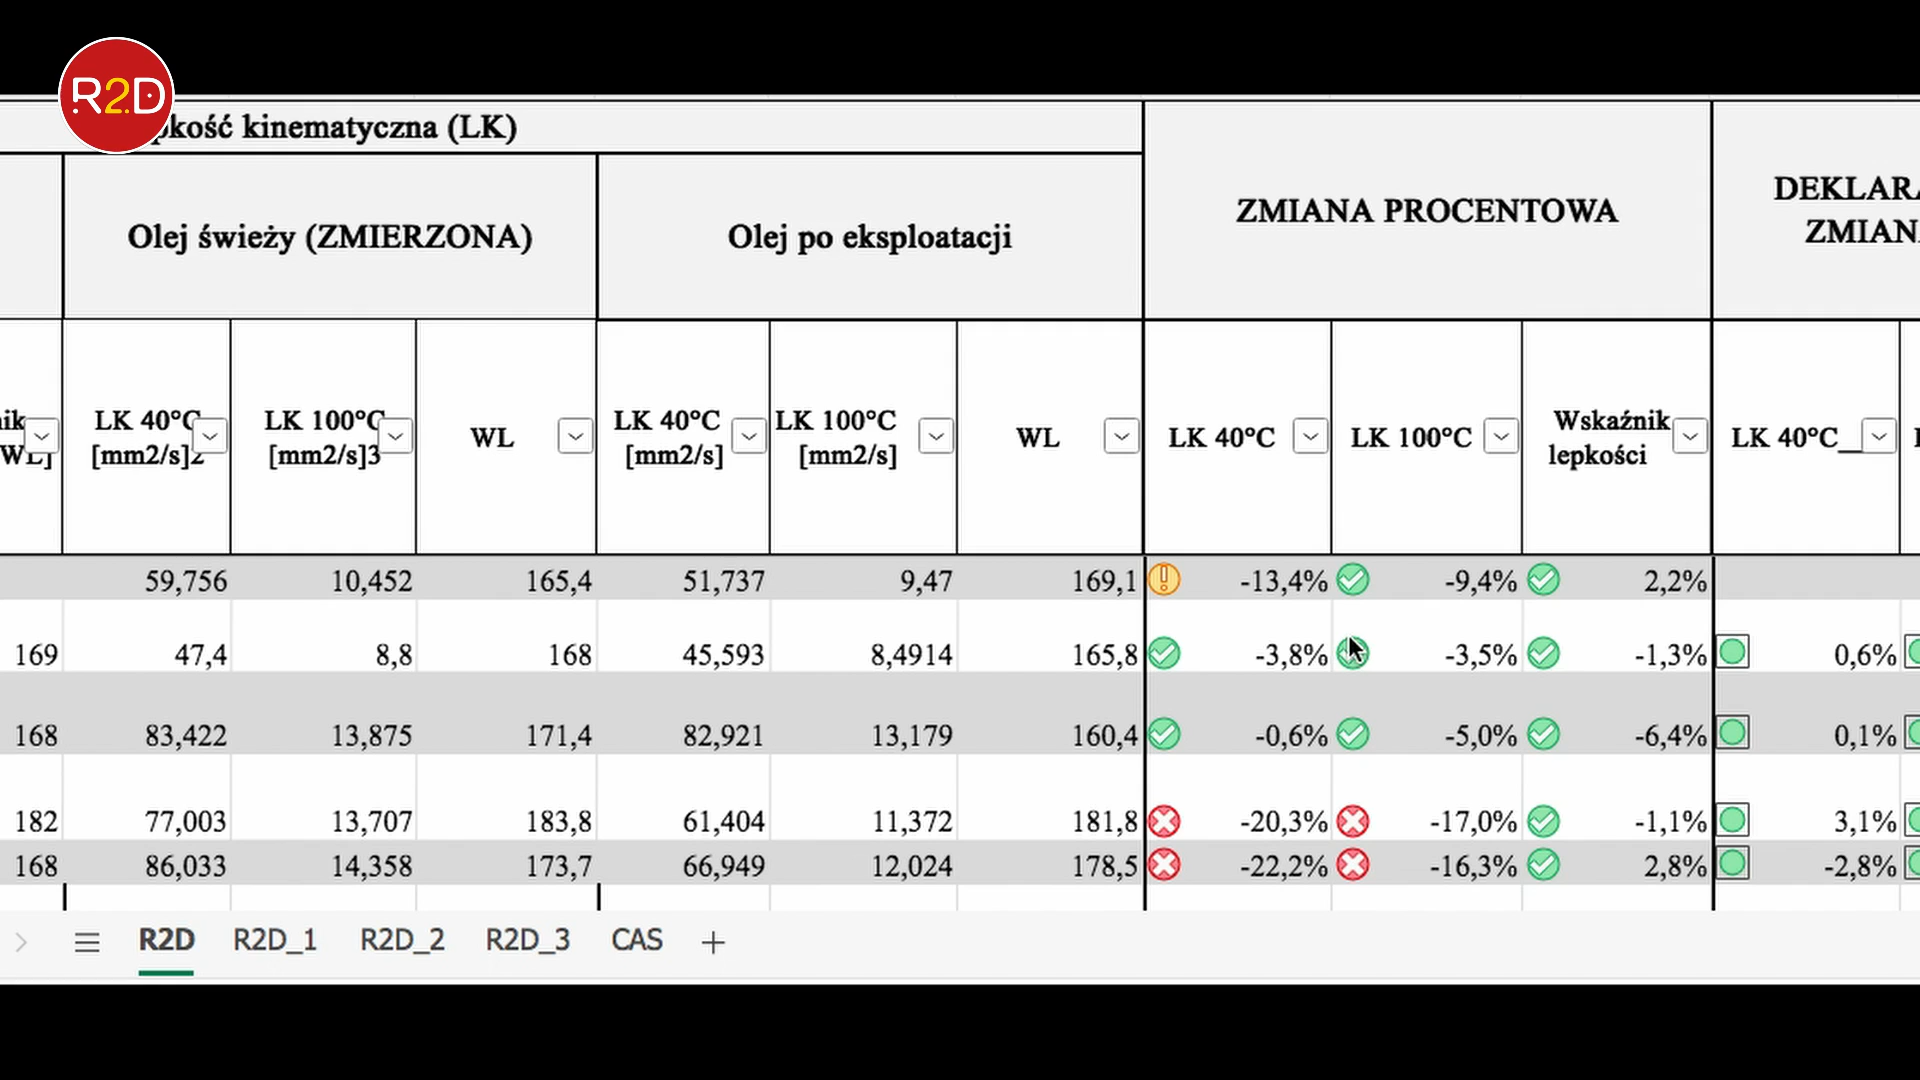 R2D
pkość kinematyczna (LK)
Olej świeży (ZMIERZONA)
Olej po eksploatacji
ZMIANA PROCENTOWA
DEKLARA
ZMIAN
WL]
LK 40°C
[mm2/s]2
LK 100°C
[mm2/s]3
WL
LK 40°C
[mm2/s]
LK 100°C
[mm2/s]
WL
LK 40°C
LK 100°C
Wskaźnik
lepkości
LK 40°C__
59,756 10,452 165,4 51,737 9,47 169,1 -13,4% -9,4% 2,2%
169 47,4 8,8 168 45,593 8,4914 165,8 -3,8% -3,5% -1,3% 0,6%
168 83,422 13,875 171,4 82,921 13,179 160,4 -0,6% -5,0% -6,4% 0,1%
182 77,003 13,707 183,8 61,404 11,372 181,8 -20,3% -17,0% -1,1% 3,1%
168 86,033 14,358 173,7 66,949 12,024 178,5 -22,2% -16,3% 2,8% -2,8%
R2D R2D_1 R2D_2 R2D_3 CAS +